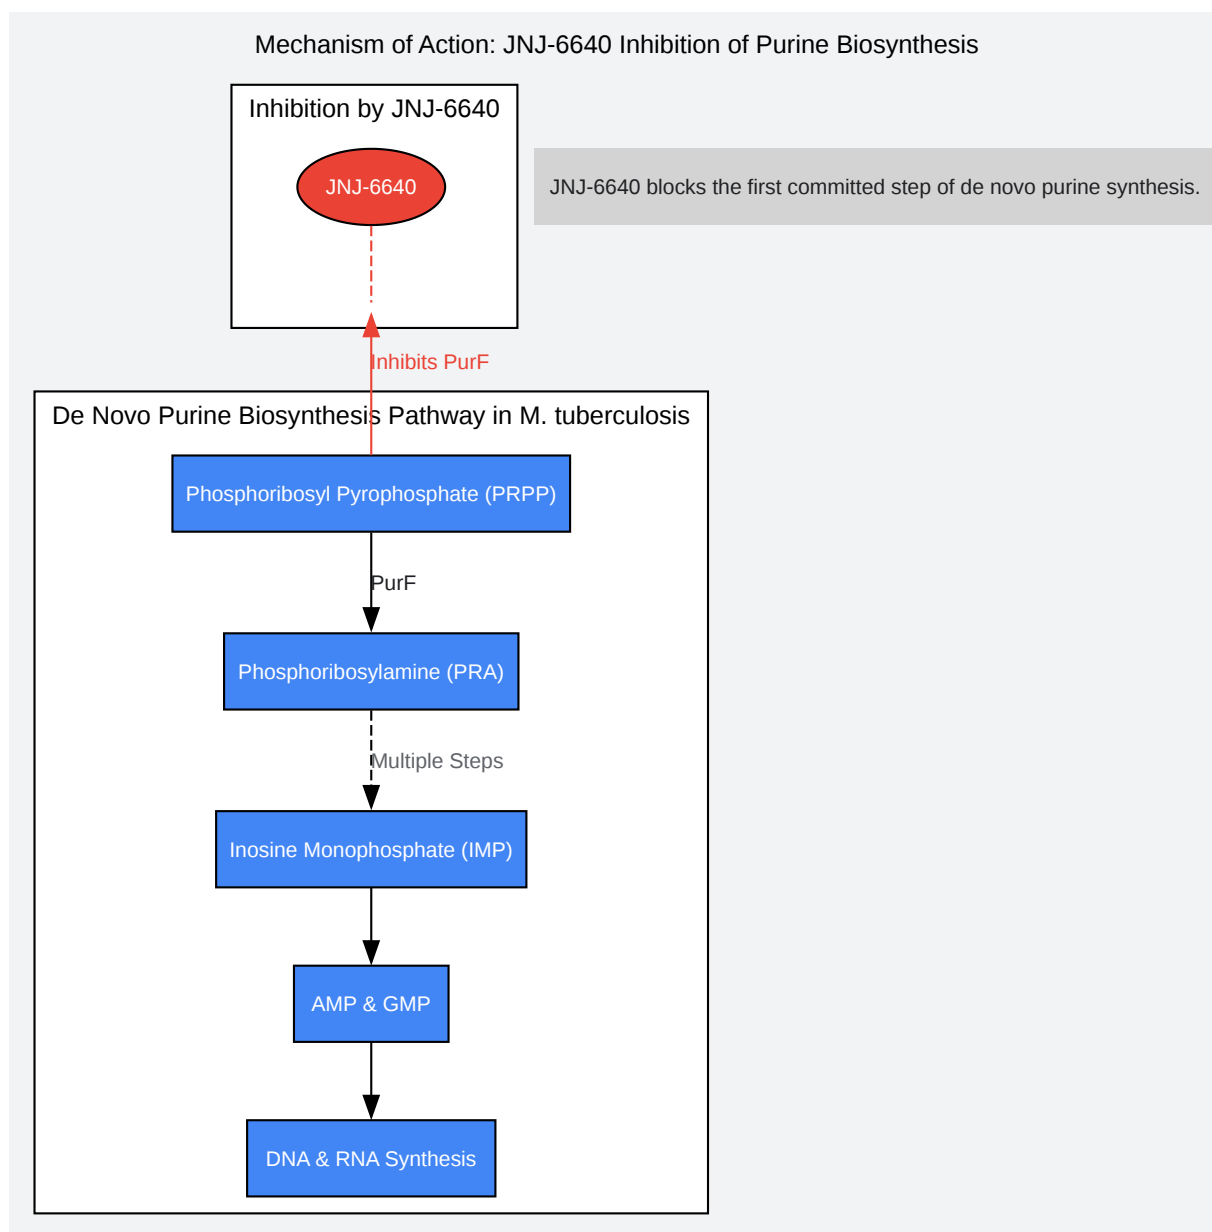 Mechanism of Action: JNJ-6640 Inhibition of Purine Biosynthesis
Inhibition by JNJ-6640
JNJ-6640
JNJ-6640 blocks the first committed step of de novo purine synthesis.
Inhibits PurF
De Novo Purine Biosynthesis Pathway in M. tuberculosis
Phosphoribosyl Pyrophosphate (PRPP)
PurF
Phosphoribosylamine (PRA)
Multiple Steps
Inosine Monophosphate (IMP)
AMP & GMP
DNA & RNA Synthesis